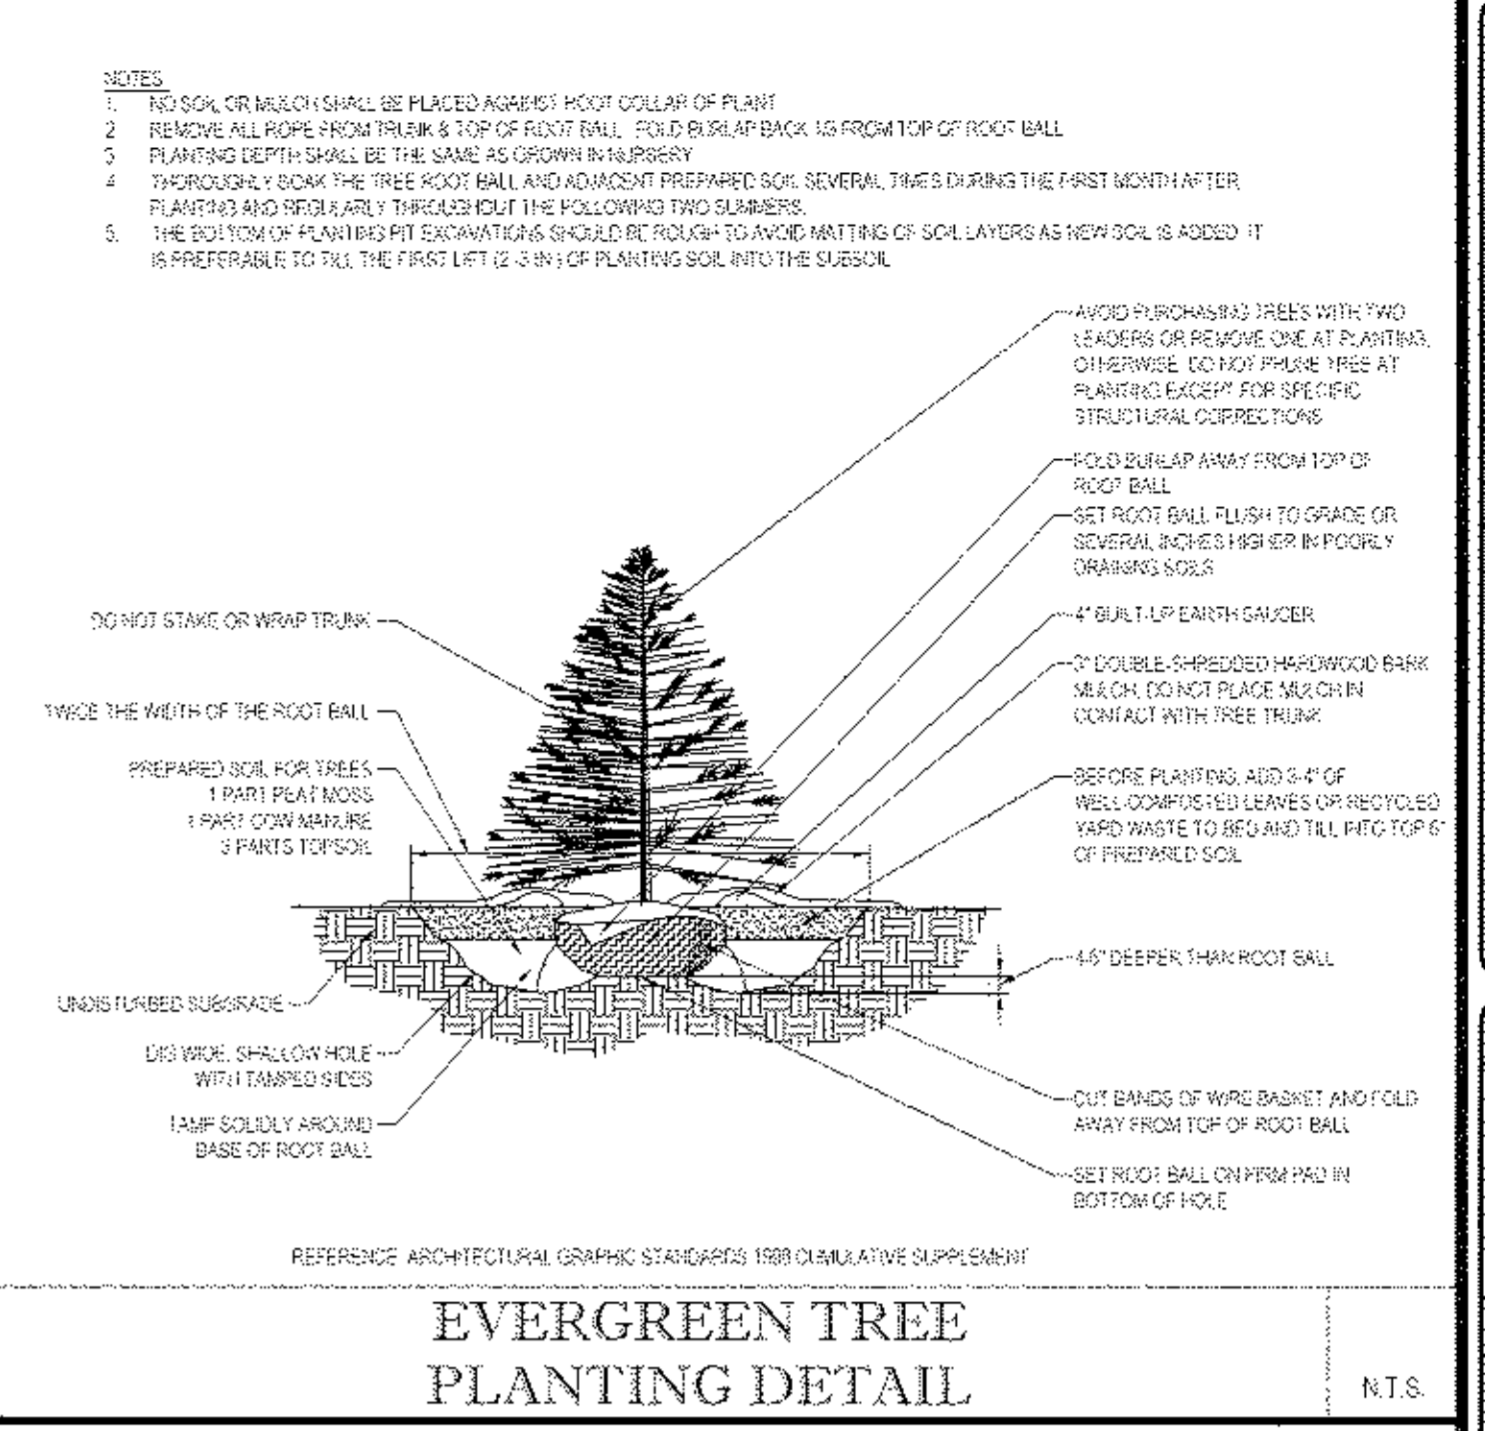 NOTES
1. NO SOIL OR MULCH SHALL BE PLACED AGAINST ROOT COLLAR OF PLANT
2 REMOVE ALL ROPE FROM TRUNK & TOP OF ROOT BALL. FOLD BURLAP BACK FROM TOP OF ROOT BALL
3 PLANTING DEPTH SHALL BE THE SAME AS GROWN IN NURSERY
4 THOROUGHLY SOAK THE TREE ROOT BALL AND ADJACENT PREPARED SOIL SEVERAL TIMES DURING THE FIRST MONTH AFTER
PLANTING AND REGULARLY THROUGHOUT THE FOLLOWING TWO SUMMERS.
5. THE BOTTOM OF PLANTING PIT EXCAVATIONS SHOULD BE ROUGH TO AVOID MATTING OF SOIL LAYERS AS NEW SOIL IS ADDED. IT
IS PREFERABLE TO TILL THE FIRST LIFT (2-3 IN) OF PLANTING SOIL INTO THE SUBSOIL
AVOID PURCHASING TREES WITH TWO
LEADERS OR REMOVE ONE AT PLANTING.
OTHERWISE, DO NOT PRUNE TREE AT
PLANTING EXCEPT FOR SPECIFIC
STRUCTURAL CORRECTIONS
FOLD BURLAP AWAY FROM TOP OF
ROOT BALL
SET ROOT BALL FLUSH TO GRADE OR
SEVERAL INCHES HIGHER IN POORLY
DRAINING SOILS
4" BUILT-UP EARTH SAUCER
3" DOUBLE-SHREDDED HARDWOOD BARK
MULCH, DO NOT PLACE MULCH IN
CONTACT WITH TREE TRUNK
BEFORE PLANTING, ADD 3-4" OF
WELL-COMPOSTED LEAVES OR RECYCLED
YARD WASTE TO BED AND TILL INTO TOP 6"
OF PREPARED SOIL
4-6" DEEPER THAN ROOT BALL
CUT BANDS OF WIRE BASKET AND FOLD
AWAY FROM TOP OF ROOT BALL
SET ROOT BALL ON FIRM PAD IN
BOTTOM OF HOLE
DO NOT STAKE OR WRAP TRUNK
TWICE THE WIDTH OF THE ROOT BALL
PREPARED SOIL FOR TREES
1 PART PEAT MOSS
1 PART COW MANURE
3 PARTS TOPSOIL
UNDISTURBED SUBGRADE
DIG WIDE, SHALLOW HOLE
WITH TAMPED SIDES
TAMP SOLIDLY AROUND
BASE OF ROOT BALL
REFERENCE: ARCHITECTURAL GRAPHIC STANDARDS 1998 CUMULATIVE SUPPLEMENT
EVERGREEN TREE
PLANTING DETAIL
N.T.S.